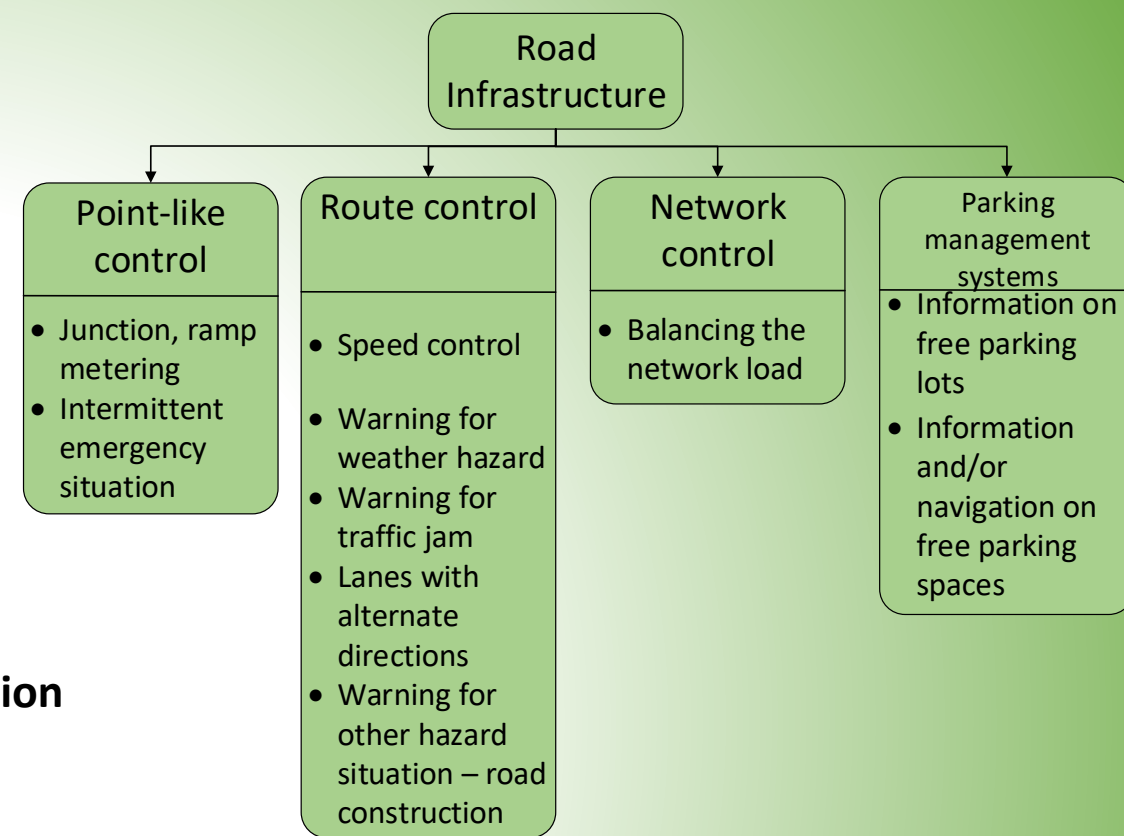 Road
Infrastructure
Point-like
control
• Junction, ramp
metering
• Intermittent
emergency
situation
Route control
• Speed control
• Warning for
weather hazard
• Warning for
traffic jam
• Lanes with
alternate
directions
• Warning for
other hazard
situation – road
construction
Network
control
• Balancing the
network load
Parking
management
systems
• Information on
free parking
lots
• Information
and/or
navigation on
free parking
spaces
ion